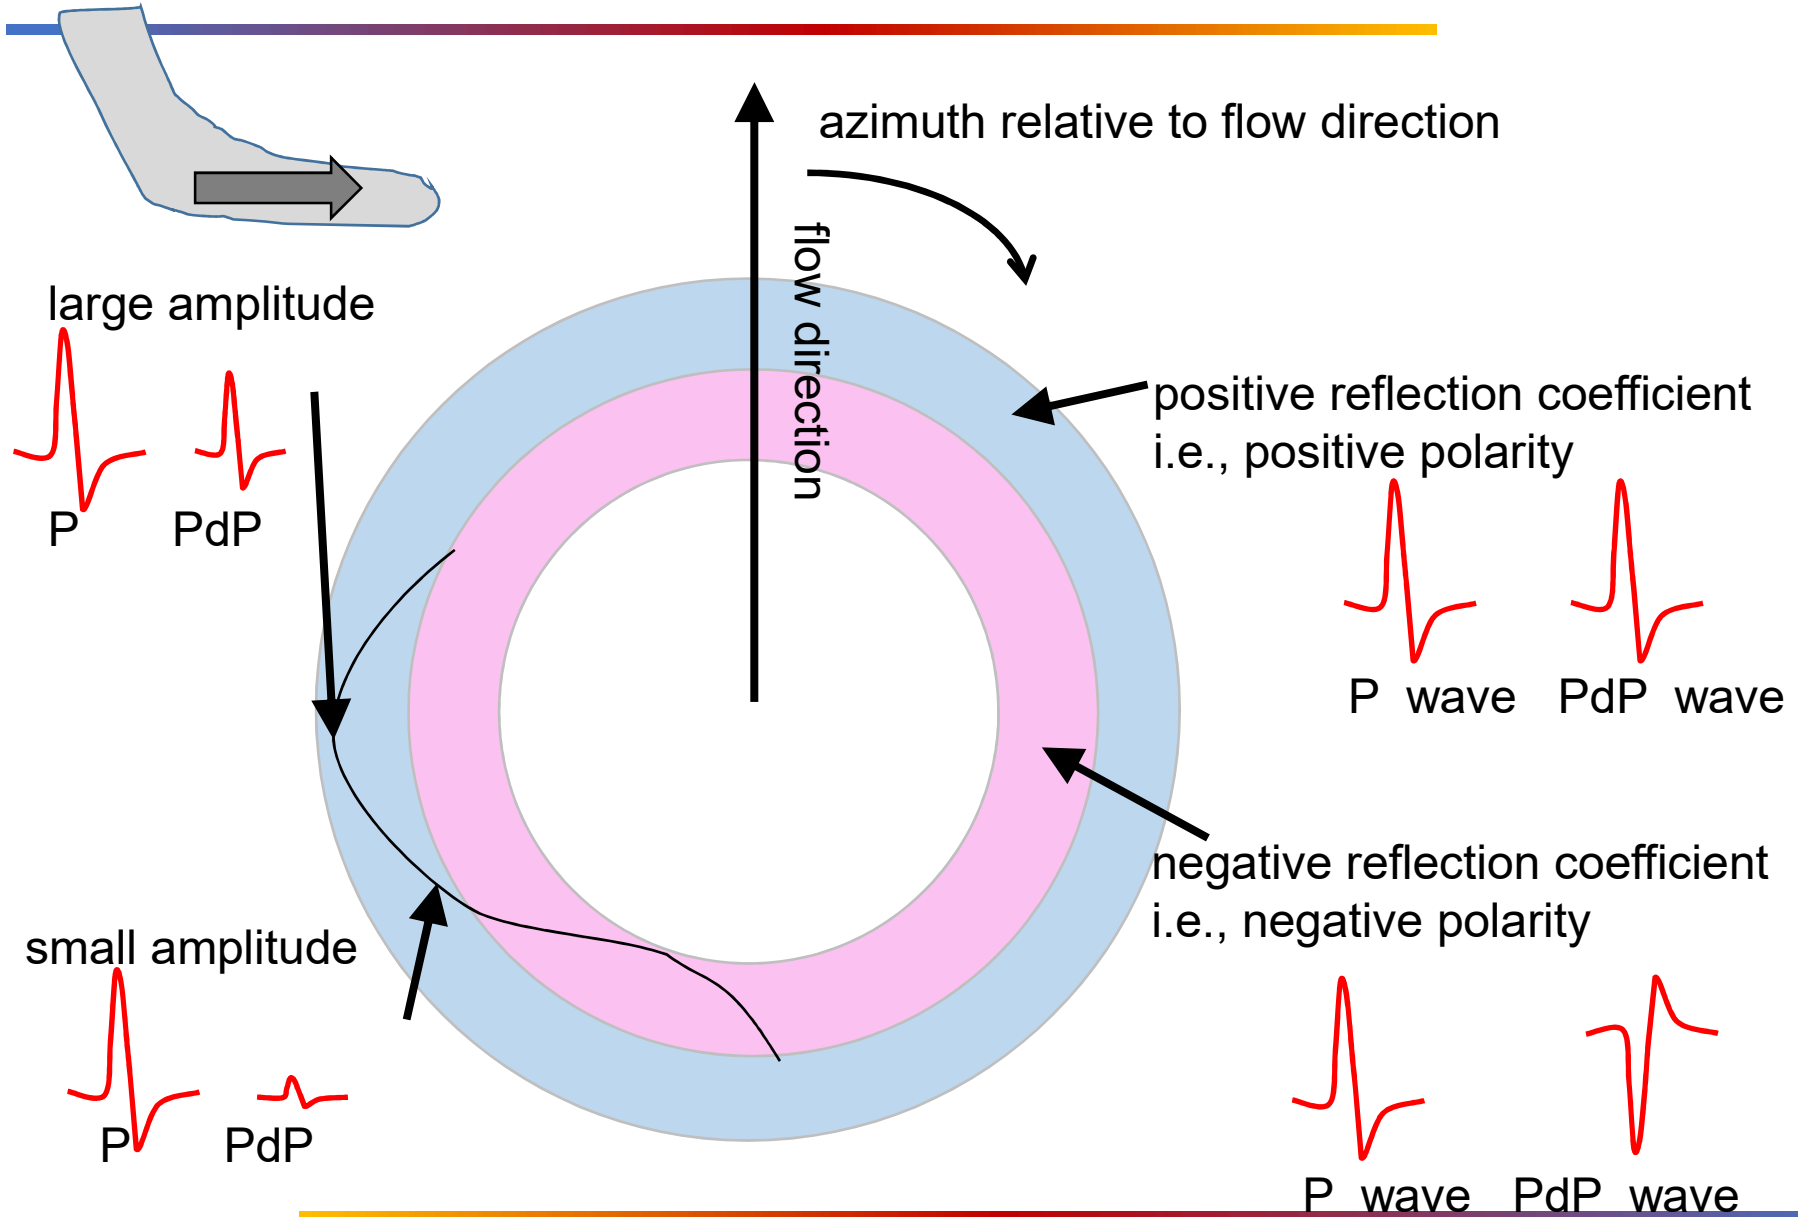 azimuth relative to flow direction
flow direction
large amplitude
P PdP
positive reflection coefficient
i.e., positive polarity
P wave PdP wave
negative reflection coefficient
i.e., negative polarity
P wave PdP wave
small amplitude
P PdP